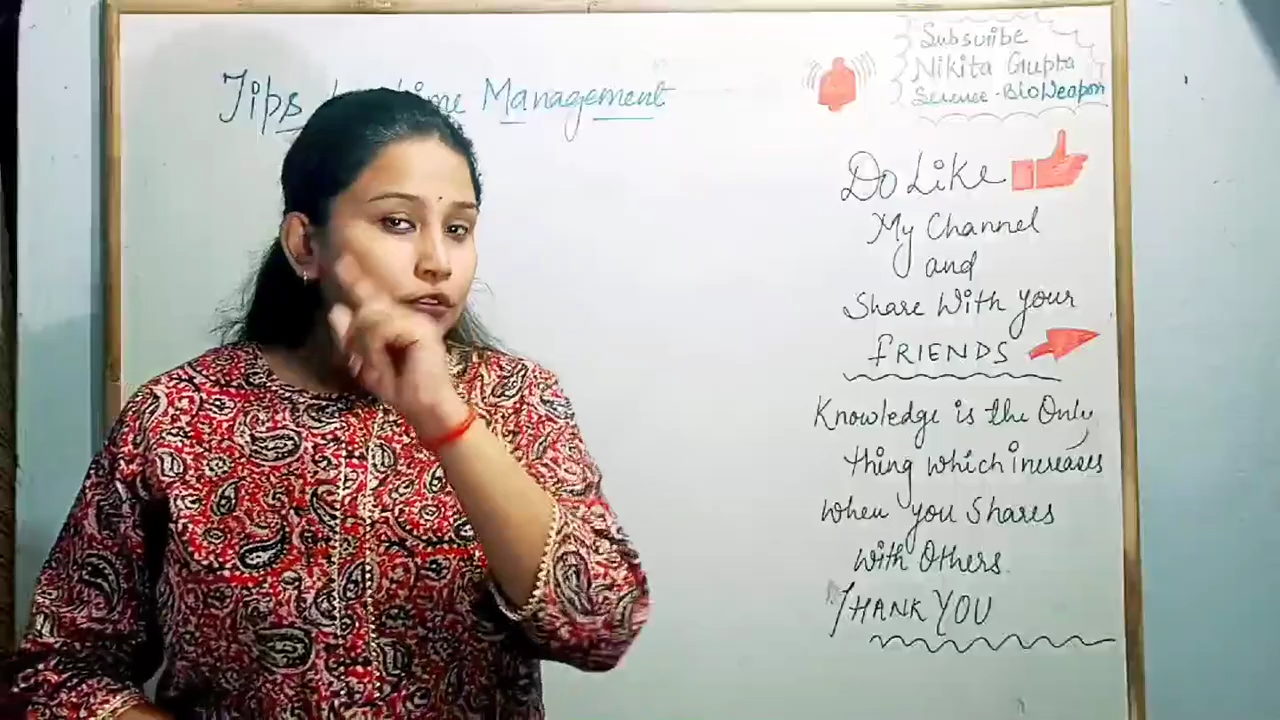 Tips time Management
Subscribe
Nikita Gupta
Science-BioWeapon
Do Like
My Channel
and
Share With your
fRIENDS
Knowledge is the Only
thing which increases
when you Shares
with Others
THANK YOU